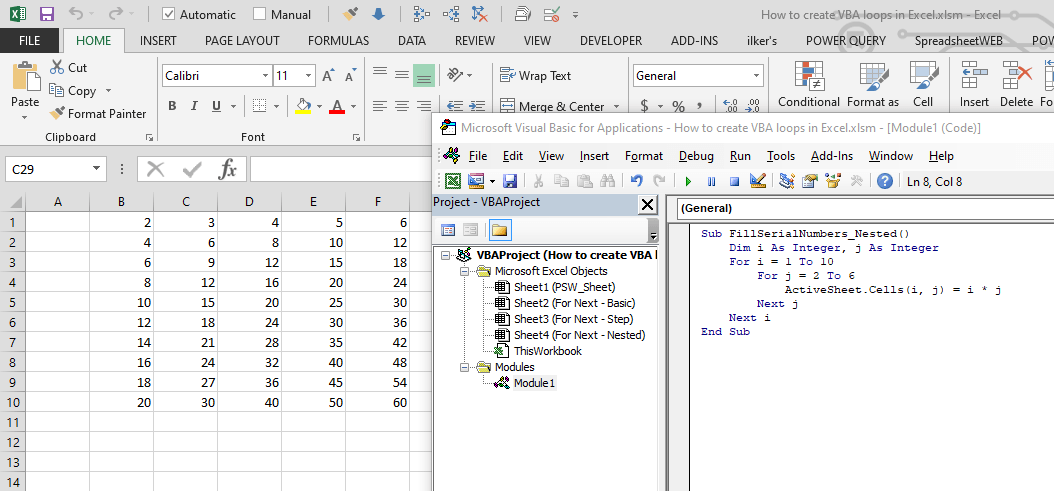 Automatic Manual How to create VBA loops in Excel.xlsm - Excel
FILE HOME INSERT PAGE LAYOUT FORMULAS DATA REVIEW VIEW DEVELOPER ADD-INS ilker's POWER QUERY SpreadsheetWEB POW
Paste
Cut
Copy
Format Painter
Clipboard
Calibri 11
B I U A
Font
Wrap Text
Merge & Center
General
$ % ,
Conditional Format as Cell
Insert Delete Fo
C29 fx
A B C D E F
1 2 3 4 5 6
2 4 6 8 10 12
3 6 9 12 15 18
4 8 12 16 20 24
5 10 15 20 25 30
6 12 18 24 30 36
7 14 21 28 35 42
8 16 24 32 40 48
9 18 27 36 45 54
10 20 30 40 50 60
11
12
13
14
Microsoft Visual Basic for Applications - How to create VBA loops in Excel.xlsm - [Module1 (Code)]
File Edit View Insert Format Debug Run Tools Add-Ins Window Help
Ln 8, Col 8
Project - VBAProject
VBAProject (How to create VBA l
Microsoft Excel Objects
Sheet1 (PSW_Sheet)
Sheet2 (For Next - Basic)
Sheet3 (For Next - Step)
Sheet4 (For Next - Nested)
ThisWorkbook
Modules
Module1
(General)
Sub FillSerialNumbers_Nested()
Dim i As Integer, j As Integer
For i = 1 To 10
For j = 2 To 6
ActiveSheet.Cells(i, j) = i * j
Next j
Next i
End Sub